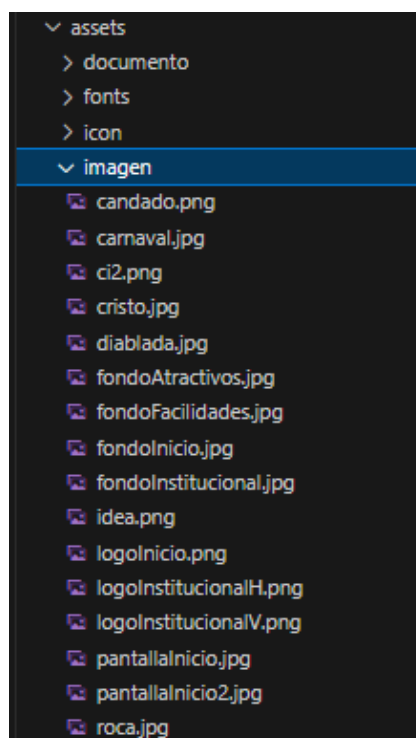 assets
documento
fonts
icon
imagen
candado.png
carnaval.jpg
ci2.png
cristo.jpg
diablada.jpg
fondoAtractivos.jpg
fondoFacilidades.jpg
fondoInicio.jpg
fondoInstitucional.jpg
idea.png
logoInicio.png
logoInstitucionalH.png
logoInstitucionalV.png
pantallaInicio.jpg
pantallaInicio2.jpg
roca.jpg